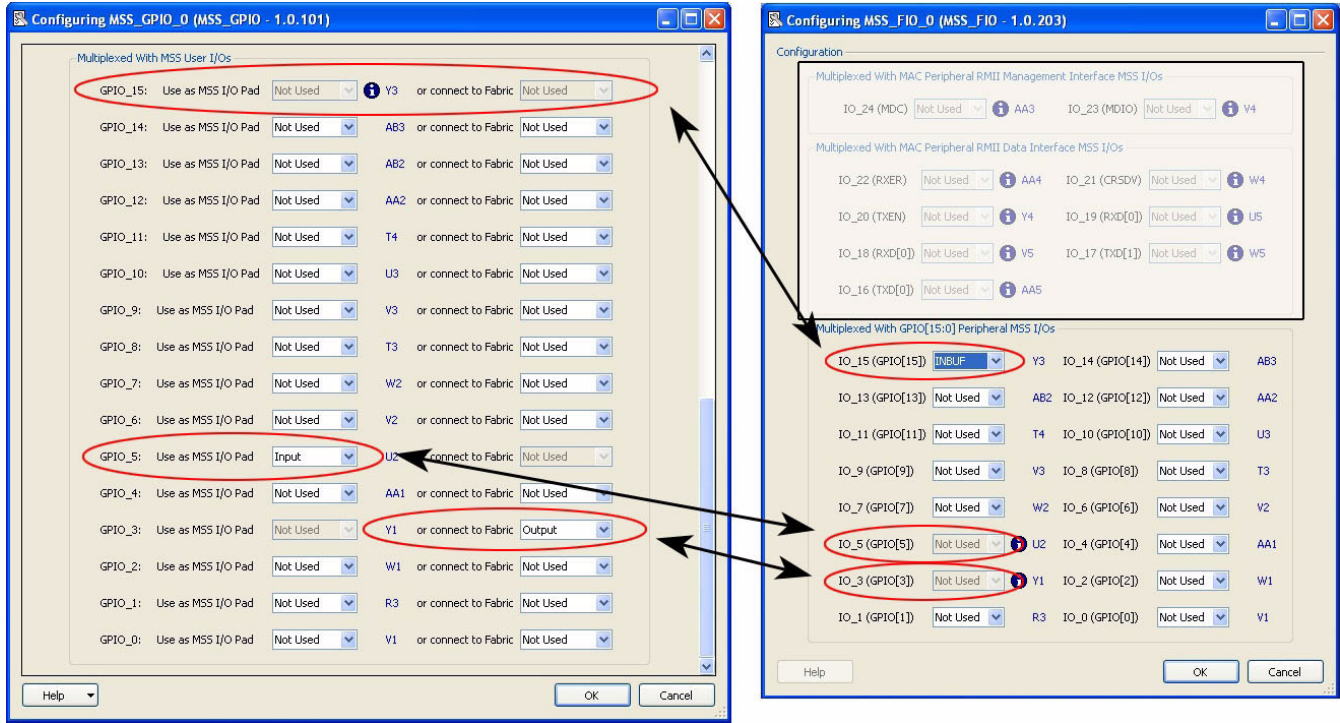 Configuring MSS_GPIO_0 (MSS_GPIO - 1.0.101)
Multiplexed With MSS User I/Os
GPIO_15: Use as MSS I/O Pad Not Used Y3 or connect to Fabric Not Used
GPIO_14: Use as MSS I/O Pad Not Used AB3 or connect to Fabric Not Used
GPIO_13: Use as MSS I/O Pad Not Used AB2 or connect to Fabric Not Used
GPIO_12: Use as MSS I/O Pad Not Used AA2 or connect to Fabric Not Used
GPIO_11: Use as MSS I/O Pad Not Used T4 or connect to Fabric Not Used
GPIO_10: Use as MSS I/O Pad Not Used U3 or connect to Fabric Not Used
GPIO_9: Use as MSS I/O Pad Not Used V3 or connect to Fabric Not Used
GPIO_8: Use as MSS I/O Pad Not Used T3 or connect to Fabric Not Used
GPIO_7: Use as MSS I/O Pad Not Used W2 or connect to Fabric Not Used
GPIO_6: Use as MSS I/O Pad Not Used V2 or connect to Fabric Not Used
GPIO_5: Use as MSS I/O Pad Input U2 connect to Fabric Not Used
GPIO_4: Use as MSS I/O Pad Not Used AA1 or connect to Fabric Not Used
GPIO_3: Use as MSS I/O Pad Not Used Y1 or connect to Fabric Output
GPIO_2: Use as MSS I/O Pad Not Used W1 or connect to Fabric Not Used
GPIO_1: Use as MSS I/O Pad Not Used R3 or connect to Fabric Not Used
GPIO_0: Use as MSS I/O Pad Not Used V1 or connect to Fabric Not Used
Help OK Cancel
Configuring MSS_FIO_0 (MSS_FIO - 1.0.203)
Configuration
Multiplexed With MAC Peripheral RMII Management Interface MSS I/Os
IO_24 (MDC) Not Used AA3 IO_23 (MDIO) Not Used V4
Multiplexed With MAC Peripheral RMII Data Interface MSS I/Os
IO_22 (RXER) Not Used AA4 IO_21 (CRSDV) Not Used W4
IO_20 (TXEN) Not Used Y4 IO_19 (RXD[0]) Not Used U5
IO_18 (RXD[0]) Not Used V5 IO_17 (TXD[1]) Not Used W5
IO_16 (TXD[0]) Not Used AA5
Multiplexed With GPIO[15:0] Peripheral MSS I/Os
IO_15 (GPIO[15]) INBUF Y3 IO_14 (GPIO[14]) Not Used AB3
IO_13 (GPIO[13]) Not Used AB2 IO_12 (GPIO[12]) Not Used AA2
IO_11 (GPIO[11]) Not Used T4 IO_10 (GPIO[10]) Not Used U3
IO_9 (GPIO[9]) Not Used V3 IO_8 (GPIO[8]) Not Used T3
IO_7 (GPIO[7]) Not Used W2 IO_6 (GPIO[6]) Not Used V2
IO_5 (GPIO[5]) Not Used U2 IO_4 (GPIO[4]) Not Used AA1
IO_3 (GPIO[3]) Not Used Y1 IO_2 (GPIO[2]) Not Used W1
IO_1 (GPIO[1]) Not Used R3 IO_0 (GPIO[0]) Not Used V1
Help OK Cancel